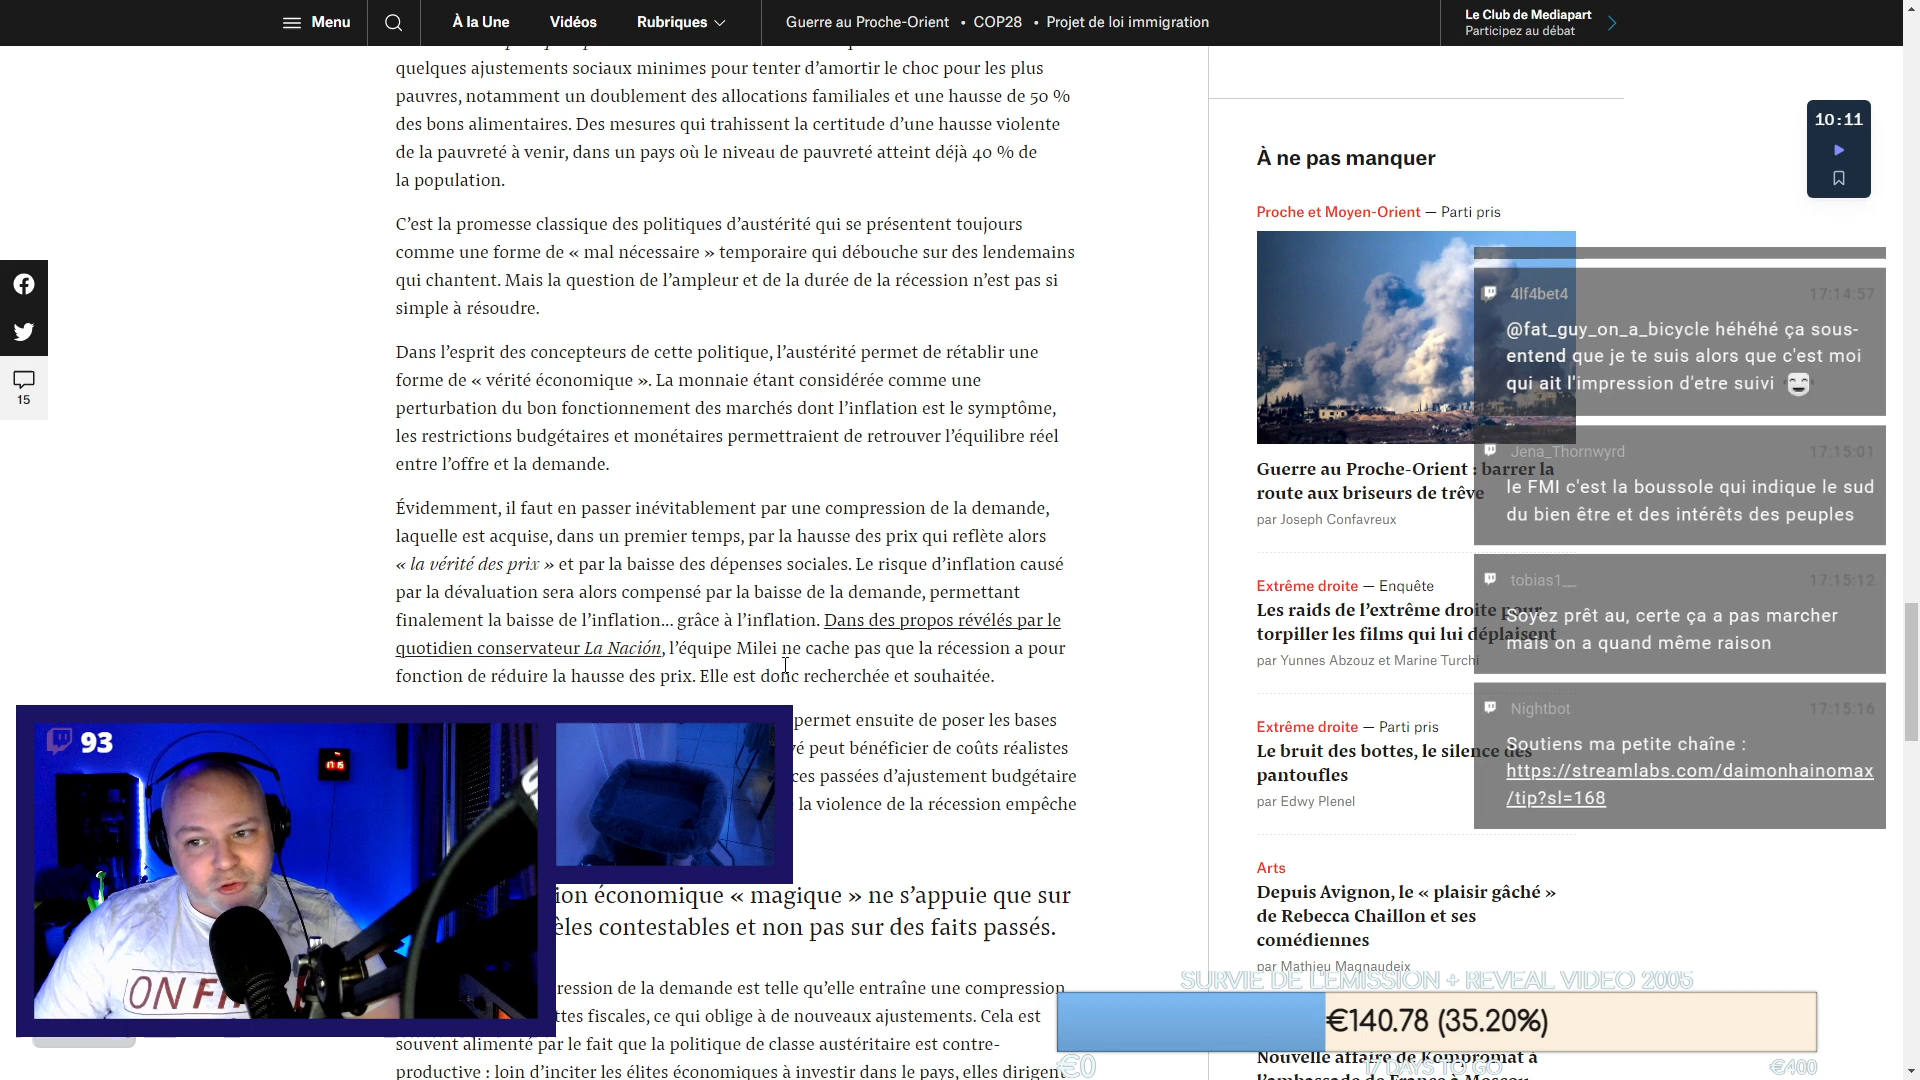 Menu
À la Une
Vidéos
Rubriques
Guerre au Proche-Orient • COP28 • Projet de loi immigration
Le Club de Mediapart
Participez au débat
quelques ajustements sociaux minimes pour tenter d’amortir le choc pour les plus
pauvres, notamment un doublement des allocations familiales et une hausse de 50 %
des bons alimentaires. Des mesures qui trahissent la certitude d’une hausse violente
de la pauvreté à venir, dans un pays où le niveau de pauvreté atteint déjà 40 % de
la population.
C’est la promesse classique des politiques d’austérité qui se présentent toujours
comme une forme de « mal nécessaire » temporaire qui débouche sur des lendemains
qui chantent. Mais la question de l’ampleur et de la durée de la récession n’est pas si
simple à résoudre.
Dans l’esprit des concepteurs de cette politique, l’austérité permet de rétablir une
forme de « vérité économique ». La monnaie étant considérée comme une
perturbation du bon fonctionnement des marchés dont l’inflation est le symptôme,
les restrictions budgétaires et monétaires permettraient de retrouver l’équilibre réel
entre l’offre et la demande.
Évidemment, il faut en passer inévitablement par une compression de la demande,
laquelle est acquise, dans un premier temps, par la hausse des prix qui reflète alors
« la vérité des prix » et par la baisse des dépenses sociales. Le risque d’inflation causé
par la dévaluation sera alors compensé par la baisse de la demande, permettant
finalement la baisse de l’inflation… grâce à l’inflation. Dans des propos révélés par le
quotidien conservateur La Nación, l’équipe Milei ne cache pas que la récession a pour
fonction de réduire la hausse des prix. Elle est donc recherchée et souhaitée.
permet ensuite de poser les bases
é peut bénéficier de coûts réalistes
ces passées d’ajustement budgétaire
la violence de la récession empêche
ion économique « magique » ne s’appuie que sur
èles contestables et non pas sur des faits passés.
ression de la demande est telle qu’elle entraîne une compression
ttes fiscales, ce qui oblige à de nouveaux ajustements. Cela est
souvent alimenté par le fait que la politique de classe austéritaire est contre-
productive : loin d’inciter les élites économiques à investir dans le pays, elles dirigent
15
93
ON FI
À ne pas manquer
Proche et Moyen-Orient — Parti pris
Guerre au Proche-Orient : barrer la
route aux briseurs de trêve
par Joseph Confavreux
Extrême droite — Enquête
Les raids de l’extrême droite pour
torpiller les films qui lui déplaisent
par Yunnes Abzouz et Marine Turchi
Extrême droite — Parti pris
Le bruit des bottes, le silence des
pantoufles
par Edwy Plenel
Arts
Depuis Avignon, le « plaisir gâché »
de Rebecca Chaillon et ses
comédiennes
par Mathieu Magnaudeix
Nouvelle affaire de Kompromat à
l’ambassade de France à Moscou
10:11
4lf4bet4 17:14:57
@fat_guy_on_a_bicycle héhéhé ça sous-
entend que je te suis alors que c'est moi
qui ait l'impression d'etre suivi
Jena_Thornwyrd 17:15:01
le FMI c'est la boussole qui indique le sud
du bien être et des intérêts des peuples
tobias1__ 17:15:12
Soyez prêt au, certe ça a pas marcher
mais on a quand même raison
Nightbot 17:15:16
Soutiens ma petite chaîne :
https://streamlabs.com/daimonhainomax
/tip?sl=168
SURVIE DE L'EMISSION + REVEAL VIDEO 2005
€140.78 (35.20%)
€0
17 DAYS TO GO
€400